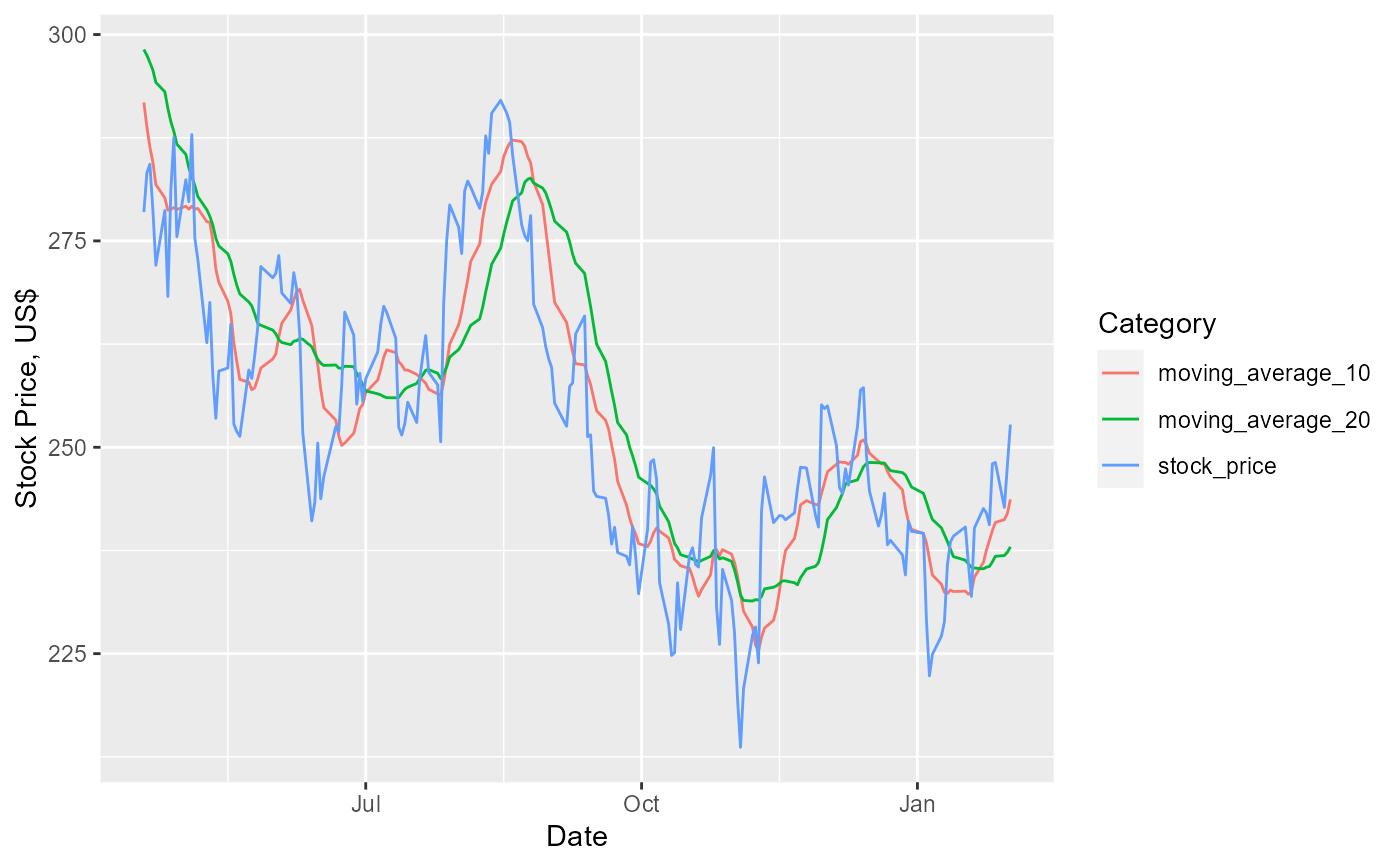 300
275
250
225
Stock Price, US$
Jul
Oct
Jan
Date
Category
moving_average_10
moving_average_20
stock_price